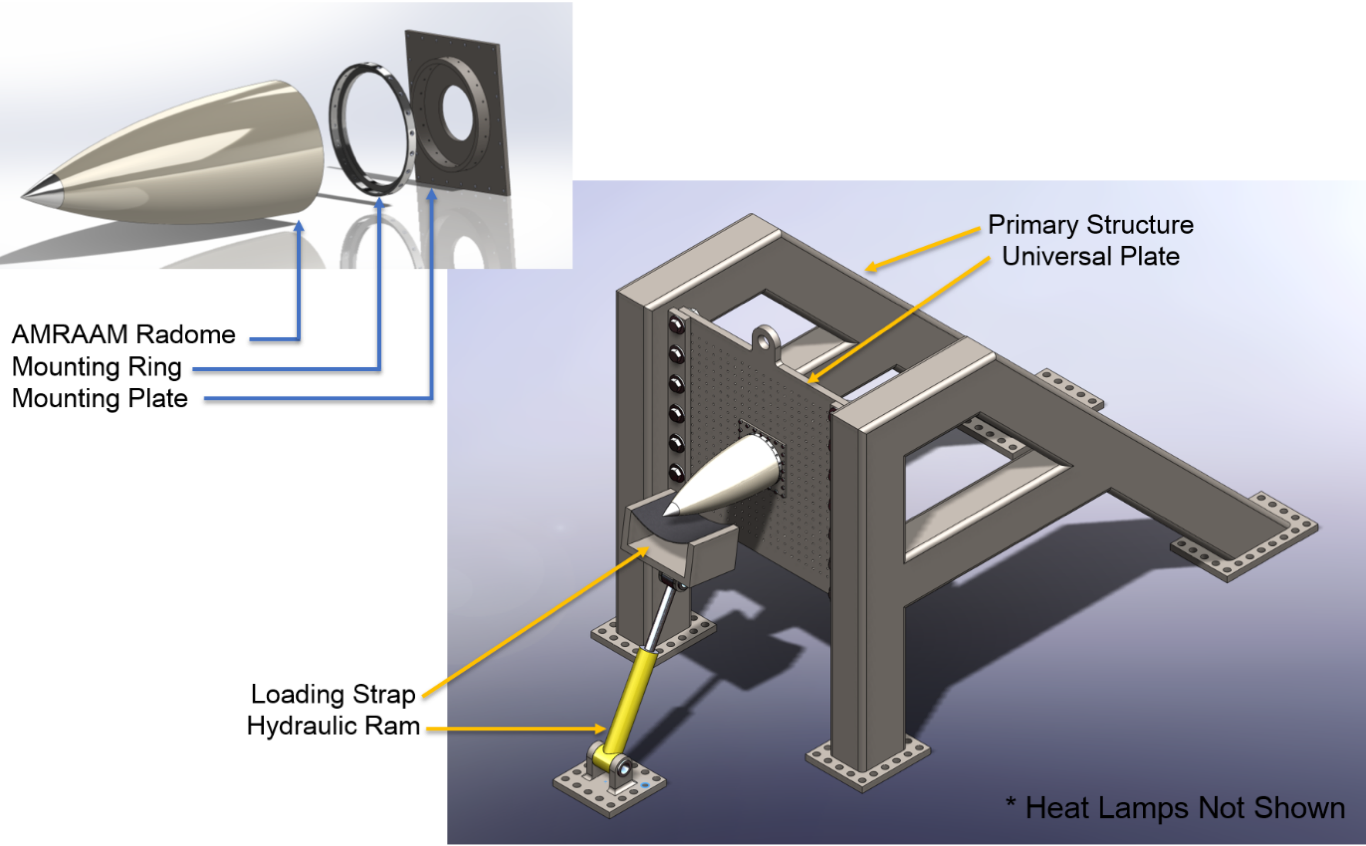 AMRAAM Radome
Mounting Ring
Mounting Plate
Primary Structure
Universal Plate
Loading Strap
Hydraulic Ram
* Heat Lamps Not Shown